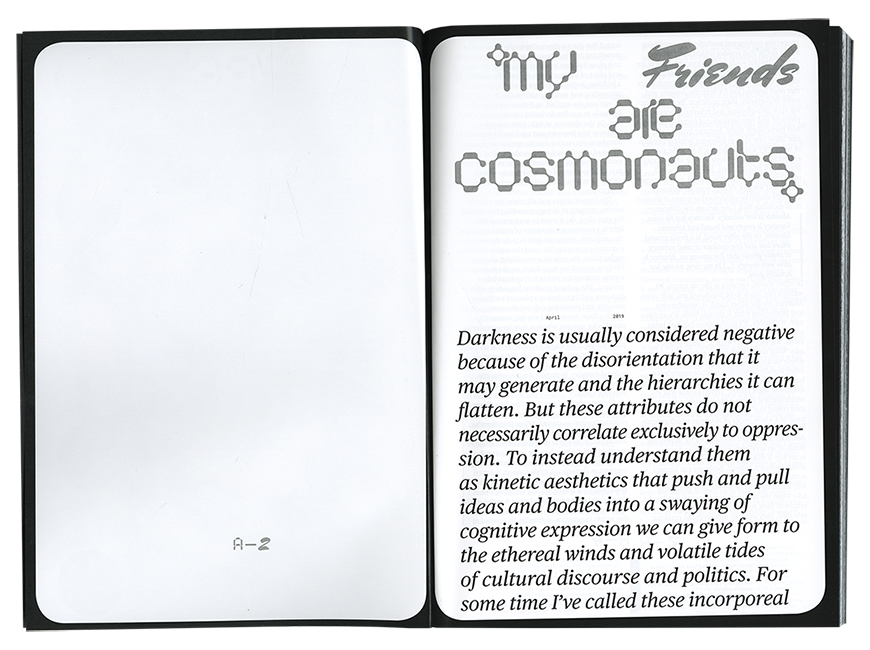 A–2
my Friends
are
cosmonauts
April 2019
Darkness is usually considered negative
because of the disorientation that it
may generate and the hierarchies it can
flatten. But these attributes do not
necessarily correlate exclusively to oppres-
sion. To instead understand them
as kinetic aesthetics that push and pull
ideas and bodies into a swaying of
cognitive expression we can give form to
the ethereal winds and volatile tides
of cultural discourse and politics. For
some time I’ve called these incorporeal